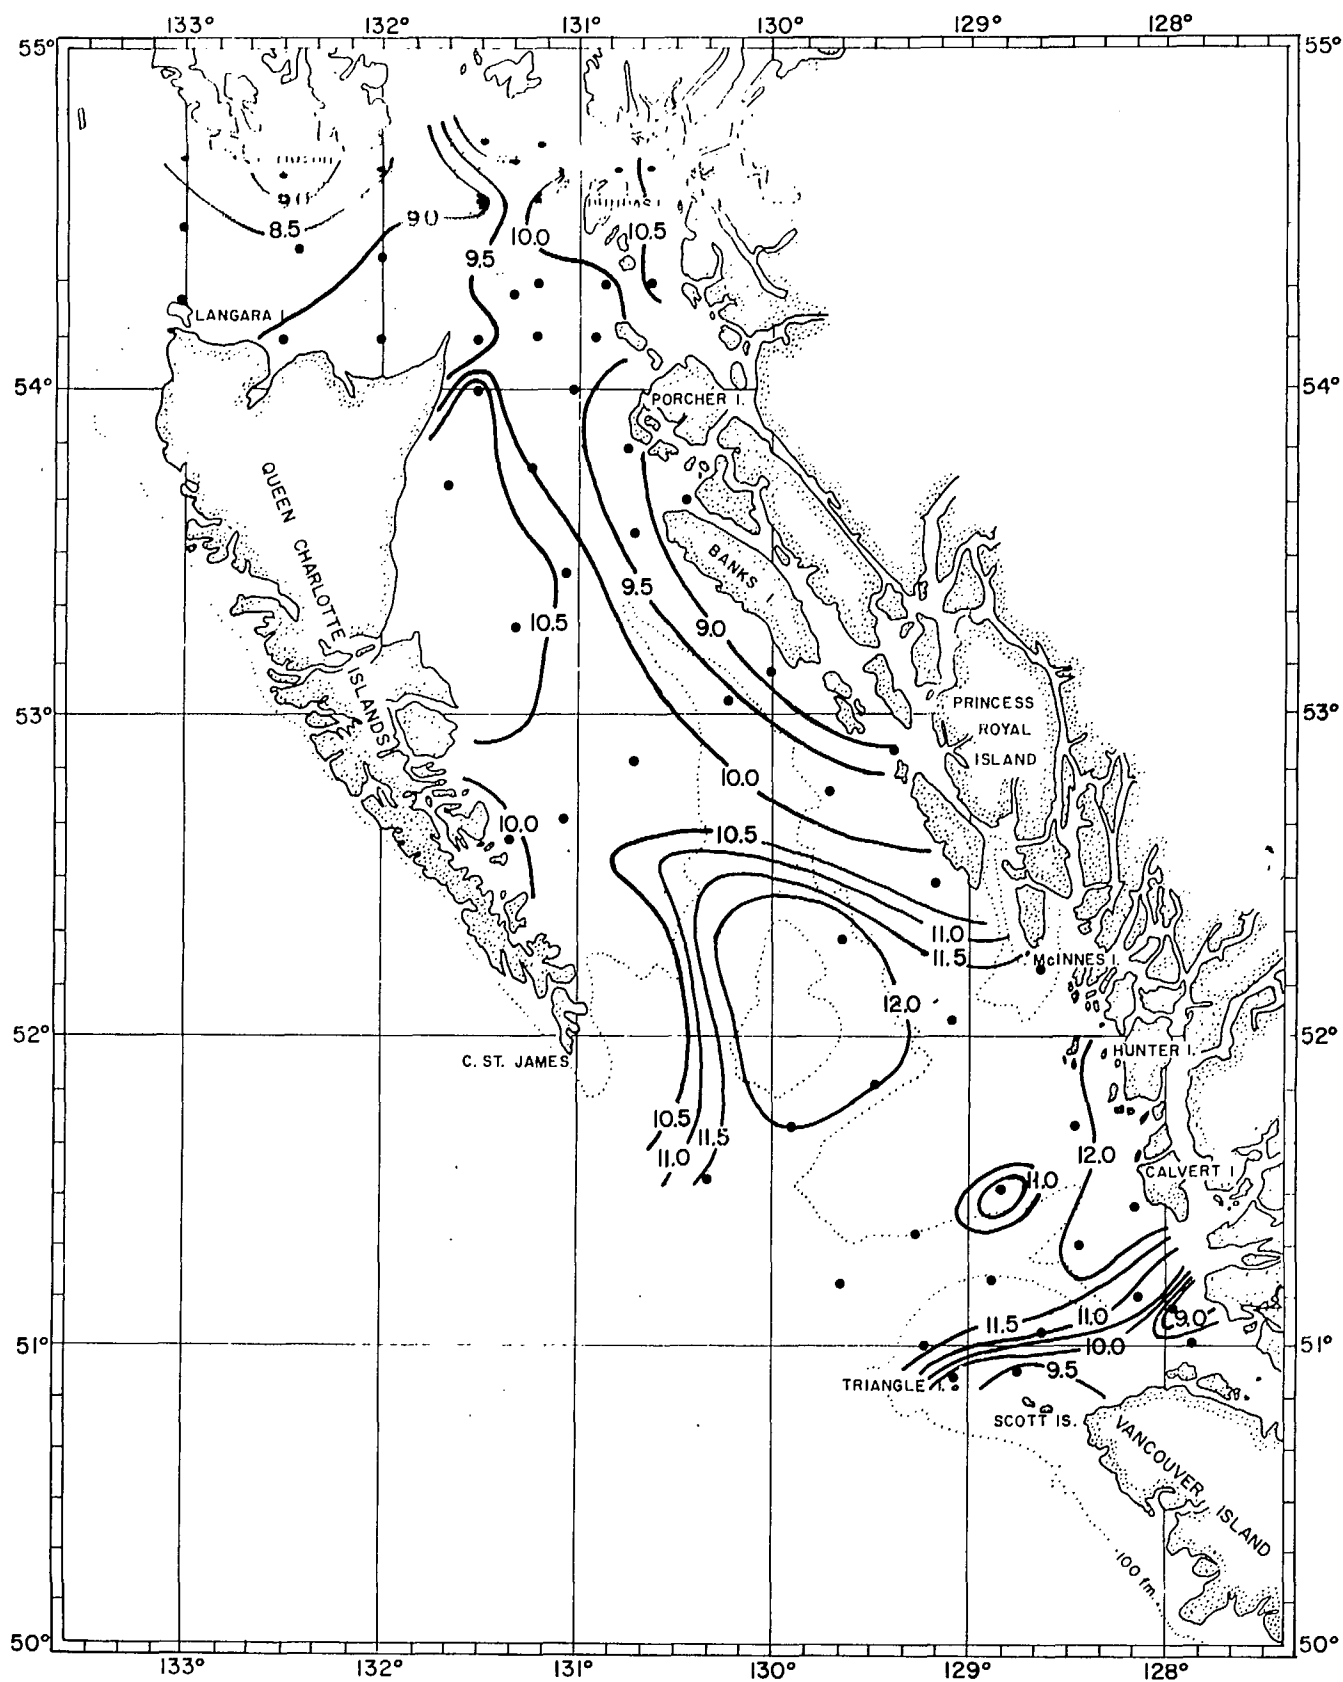 133° 132° 131° 130° 129° 128°
55° 55°
9.0
8.5
9.0
10.0
10.5
9.5
LANGARA I.
54° 54°
PORCHER I.
QUEEN CHARLOTTE ISLANDS
BANKS I.
9.5
10.5
9.0
53° 53°
PRINCESS
ROYAL
ISLAND
10.0
10.0
10.5
11.0
11.5
McINNES I.
12.0
52° 52°
HUNTER I.
C. ST. JAMES
10.5
11.5
11.0
12.0
CALVERT I
11.0
11.5
11.0
9.0
51° 51°
10.0
9.5
TRIANGLE I.
SCOTT IS.
VANCOUVER ISLAND
100 fm.
50° 50°
133° 132° 131° 130° 129° 128°